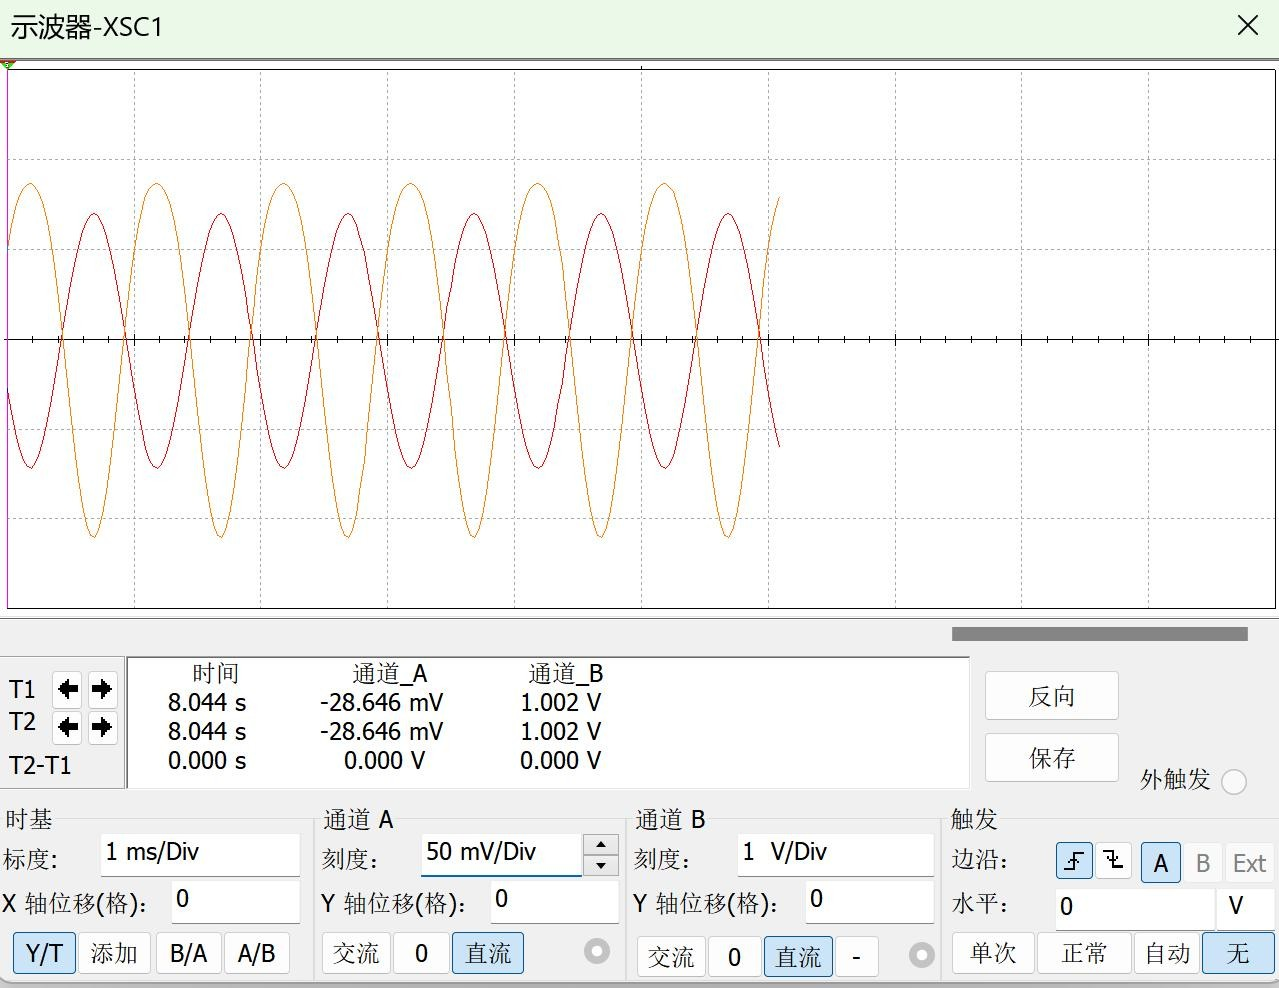 示波器-XSC1
T1
T2
T2-T1
时间 通道_A 通道_B
8.044 s -28.646 mV 1.002 V
8.044 s -28.646 mV 1.002 V
0.000 s 0.000 V 0.000 V
反向
保存
外触发
时基
标度: 1 ms/Div
X 轴位移(格): 0
Y/T 添加 B/A A/B
通道 A
刻度: 50 mV/Div
Y 轴位移(格): 0
交流 0 直流
通道 B
刻度: 1 V/Div
Y 轴位移(格): 0
交流 0 直流 -
触发
边沿: A B Ext
水平: 0 V
单次 正常 自动 无